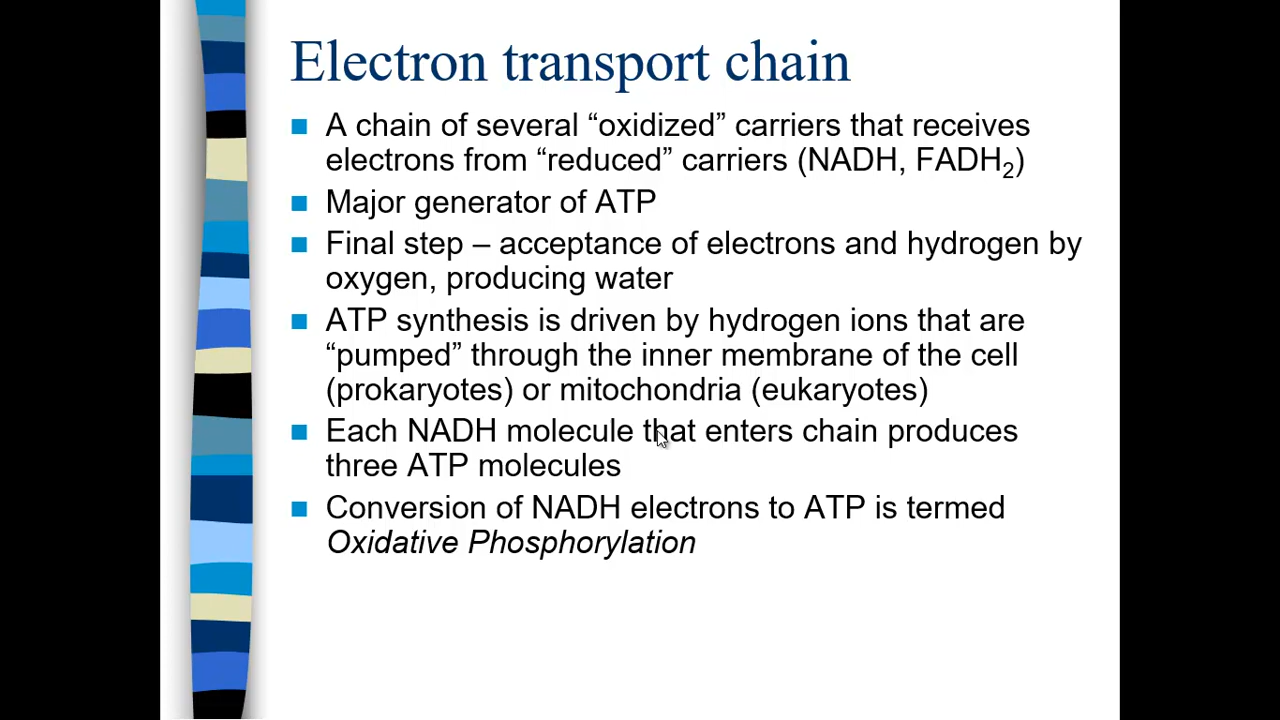 Electron transport chain
A chain of several “oxidized” carriers that receives
electrons from “reduced” carriers (NADH, FADH₂)
Major generator of ATP
Final step – acceptance of electrons and hydrogen by
oxygen, producing water
ATP synthesis is driven by hydrogen ions that are
“pumped” through the inner membrane of the cell
(prokaryotes) or mitochondria (eukaryotes)
Each NADH molecule that enters chain produces
three ATP molecules
Conversion of NADH electrons to ATP is termed
Oxidative Phosphorylation